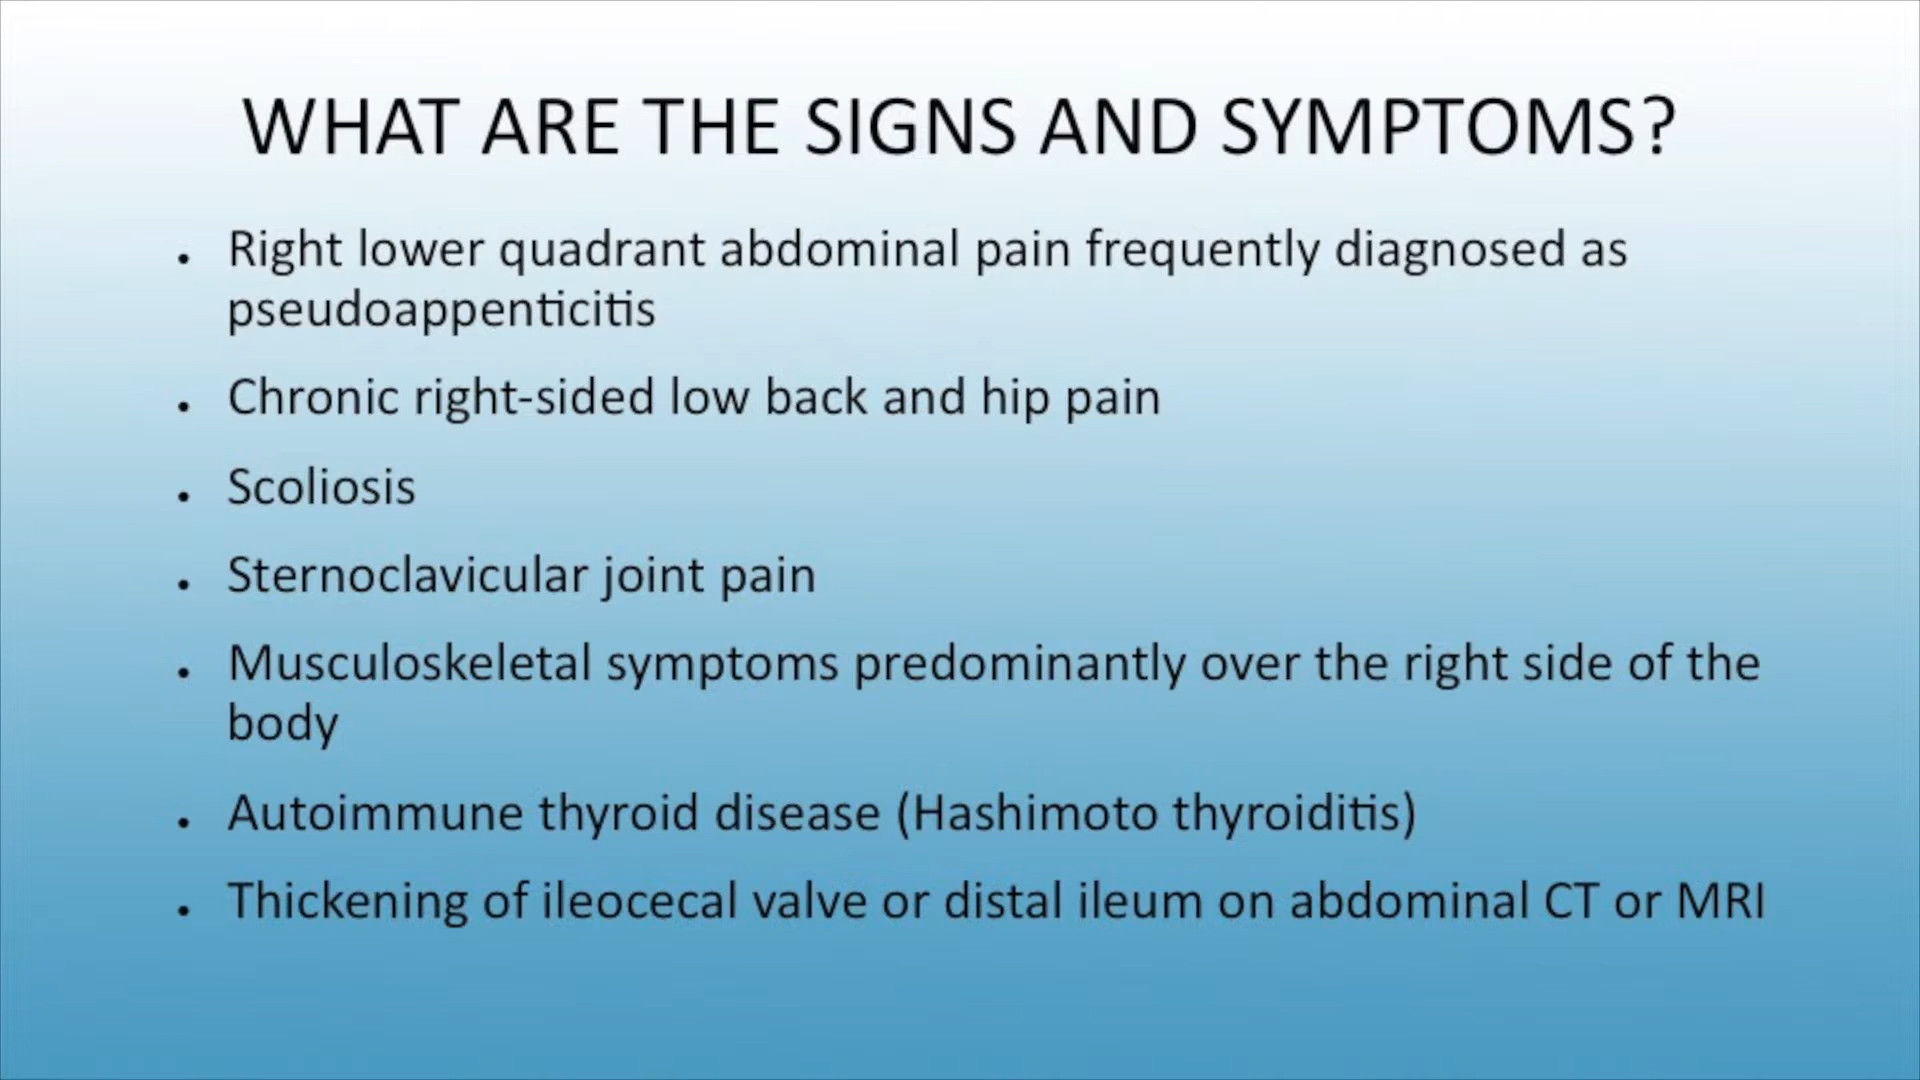 WHAT ARE THE SIGNS AND SYMPTOMS?
• Right lower quadrant abdominal pain frequently diagnosed as
pseudoappenticitis
• Chronic right-sided low back and hip pain
• Scoliosis
• Sternoclavicular joint pain
• Musculoskeletal symptoms predominantly over the right side of the
body
• Autoimmune thyroid disease (Hashimoto thyroiditis)
• Thickening of ileocecal valve or distal ileum on abdominal CT or MRI